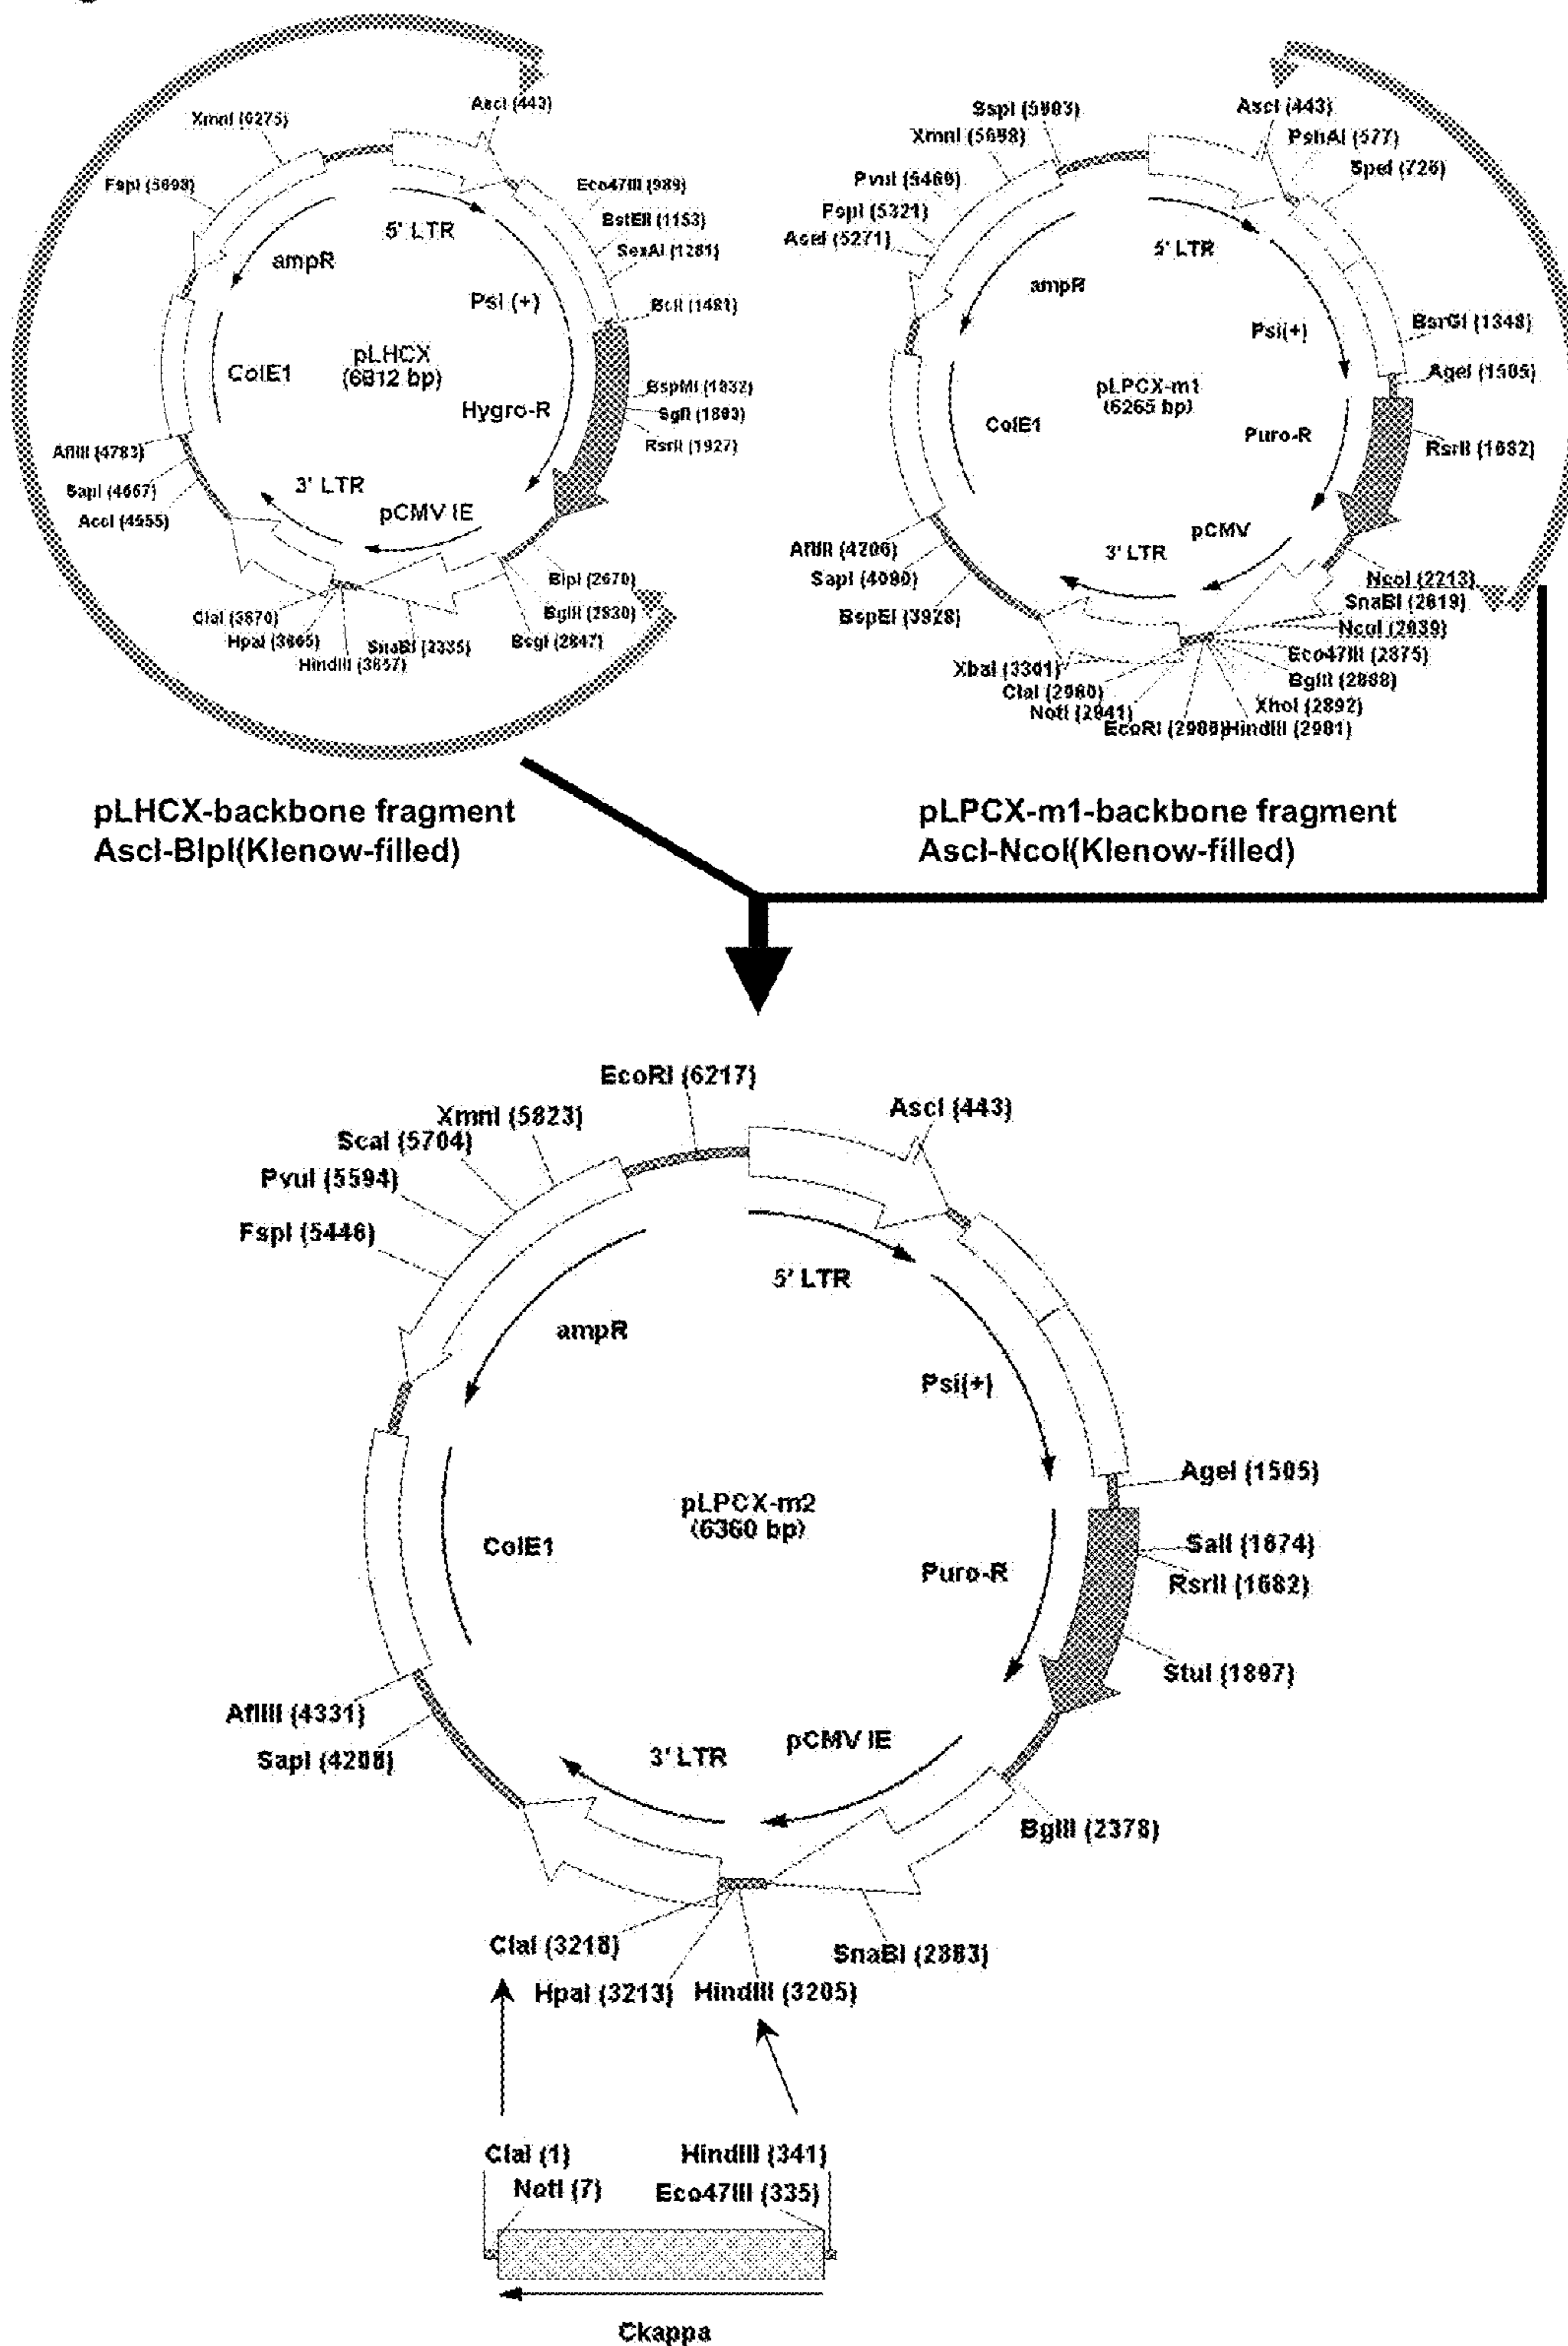 AscI (443)
XmnI (6275)
FspI (5698)
Eco47III (989)
BstEII (1153)
SexAI (1281)
BclI (1481)
BspMI (1832)
SgfI (1863)
RsrII (1927)
5' LTR
ampR
Psi (+)
ColE1
pLHCX
(6812 bp)
Hygro-R
3' LTR
pCMV IE
AflIII (4783)
SapI (4667)
AccI (4555)
BlpI (2670)
BglII (2830)
BsgI (2847)
ClaI (3670)
HpaI (3665)
HindIII (3657)
SnaBI (3335)
SspI (5803)
XmnI (5698)
PvuI (5469)
FspI (5321)
AseI (5271)
AscI (443)
PshAI (577)
SpeI (726)
BsrGI (1348)
AgeI (1505)
RsrII (1682)
5' LTR
ampR
Psi(+)
pLPCX-m1
(6265 bp)
ColE1
Puro-R
pCMV
3' LTR
AflIII (4206)
SapI (4090)
BspEI (3928)
NcoI (2213)
SnaBI (2619)
NcoI (2839)
Eco47III (2875)
BglII (2888)
XhoI (2892)
XbaI (3301)
ClaI (2960)
NotI (2941)
HindIII (2981)
pLHCX-backbone fragment
AscI-BlpI(Klenow-filled)
pLPCX-m1-backbone fragment
AscI-NcoI(Klenow-filled)
EcoRI (6217)
XmnI (5823)
ScaI (5704)
PvuI (5594)
FspI (5446)
AscI (443)
5' LTR
ampR
Psi(+)
AgeI (1505)
pLPCX-m2
(6360 bp)
ColE1
Puro-R
SalI (1674)
RsrII (1682)
StuI (1897)
AflIII (4331)
SapI (4208)
3' LTR
pCMV IE
BglII (2378)
ClaI (3218)
SnaBI (2883)
HpaI (3213)
HindIII (3205)
ClaI (1)
HindIII (341)
NotI (7)
Eco47III (335)
Ckappa